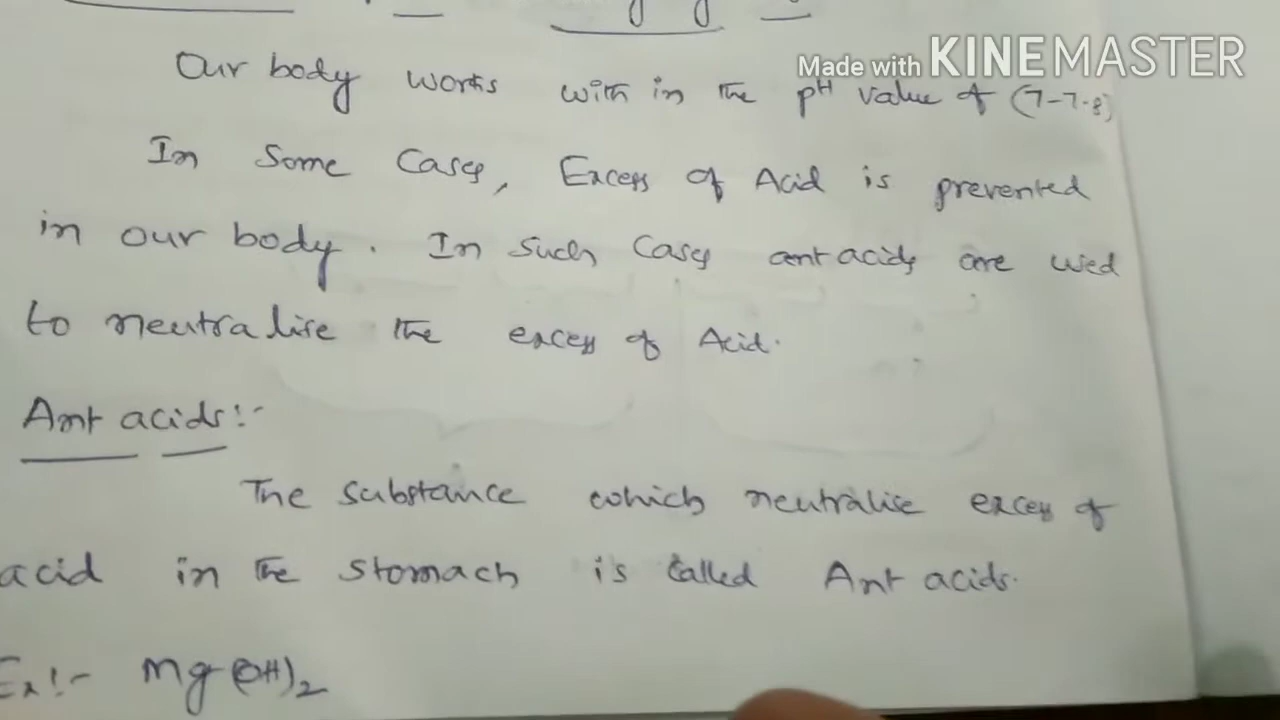 Made with KINEMASTER
Our body works with in the pH value of (7-7.8)
In Some Cases, Excess of Acid is prevented
in our body. In Such Cases antacids are used
to neutralise the excess of Acid.
Ant acids:-
The substance which neutralise excess of
acid in the stomach is called Ant acids.
Ex:- Mg(OH)2